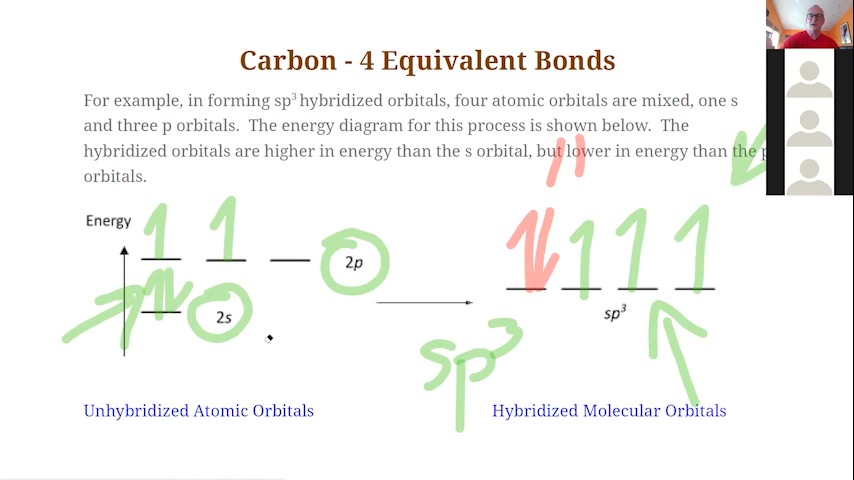 Carbon - 4 Equivalent Bonds
For example, in forming sp³ hybridized orbitals, four atomic orbitals are mixed, one s
and three p orbitals. The energy diagram for this process is shown below. The
hybridized orbitals are higher in energy than the s orbital, but lower in energy than the p
orbitals.
Energy
2p
2s
sp³
sp³
Unhybridized Atomic Orbitals
Hybridized Molecular Orbitals